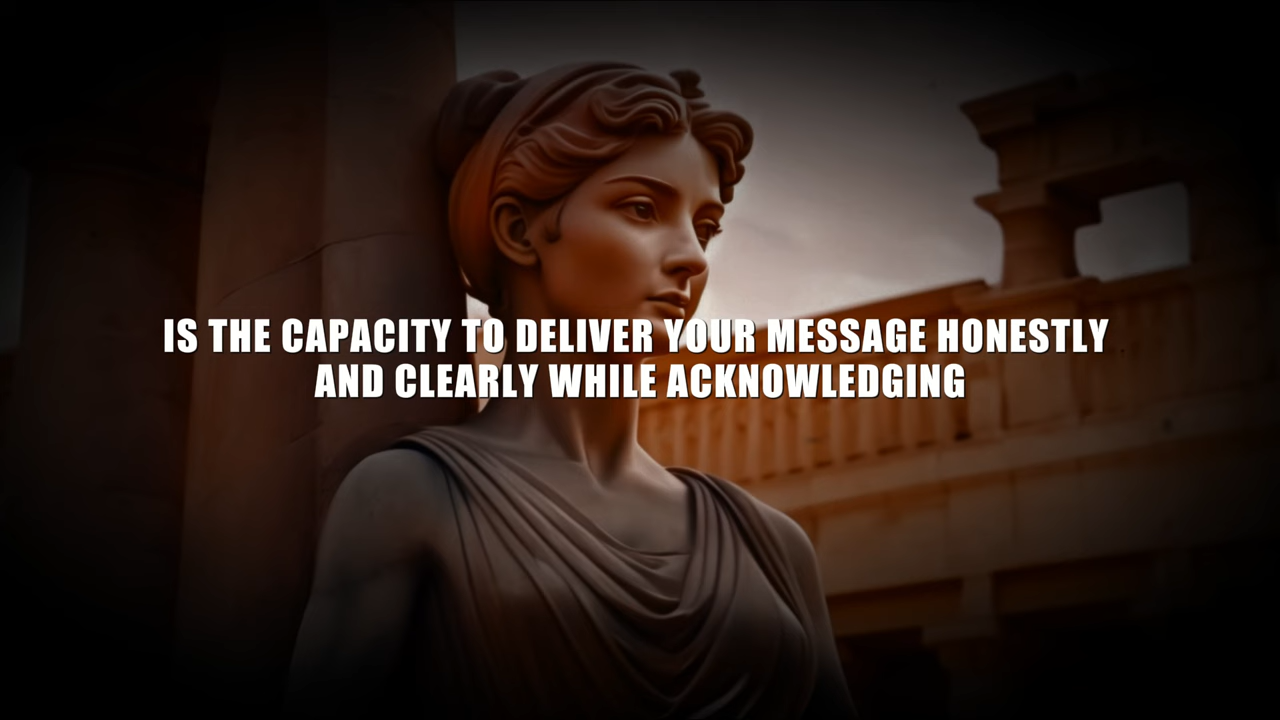 IS THE CAPACITY TO DELIVER YOUR MESSAGE HONESTLY
AND CLEARLY WHILE ACKNOWLEDGING